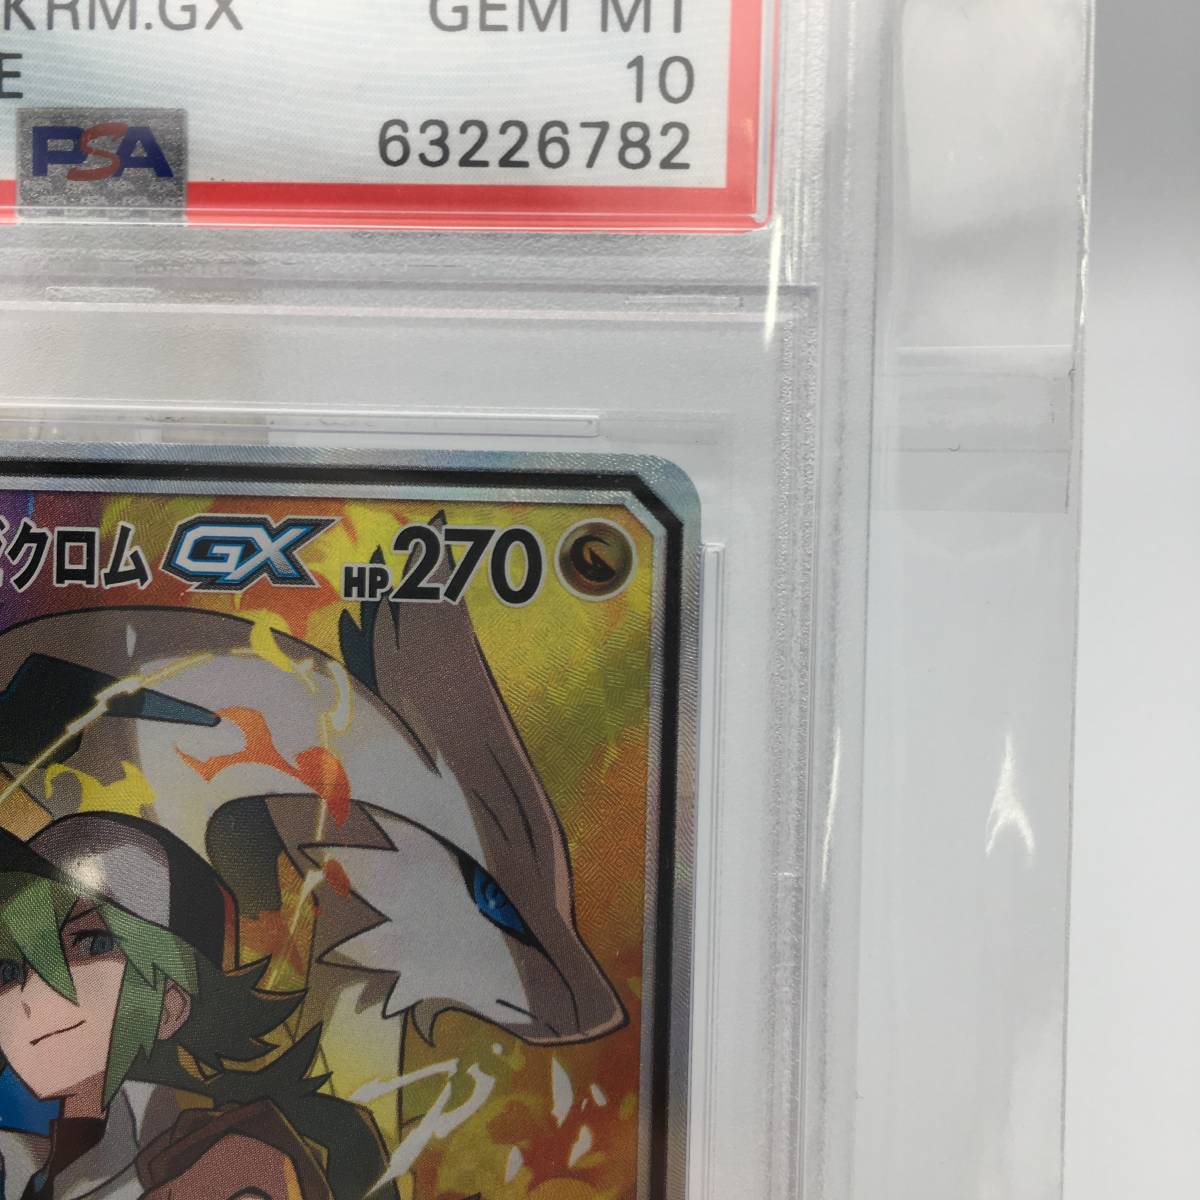 KRM.GX GEM MT
E 10
PSA 63226782
クロム GX HP 270